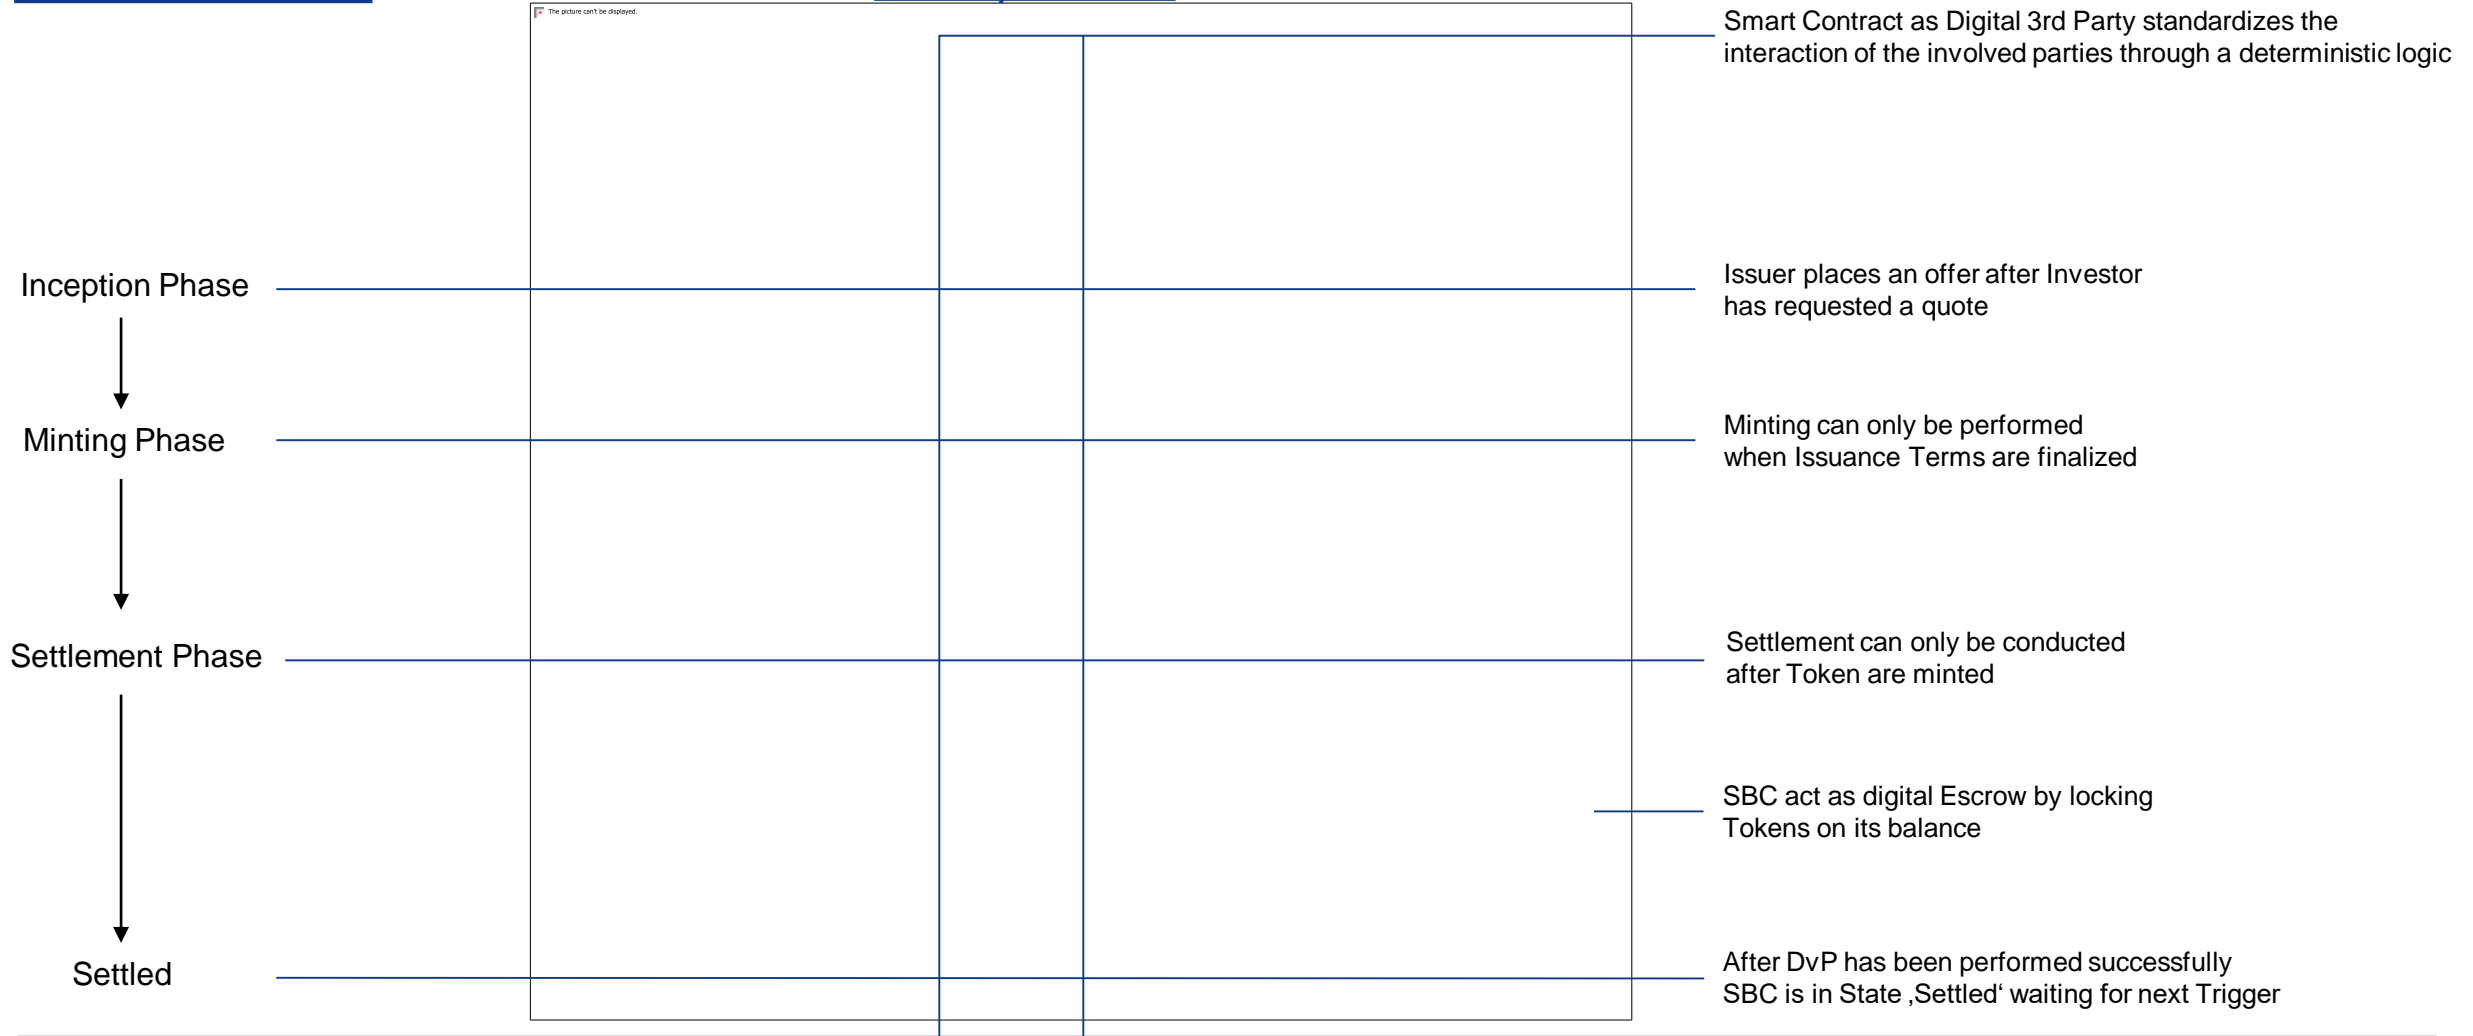 The picture can't be displayed.
Smart Contract as Digital 3rd Party standardizes the
interaction of the involved parties through a deterministic logic
Inception Phase
Issuer places an offer after Investor
has requested a quote
Minting Phase
Minting can only be performed
when Issuance Terms are finalized
Settlement Phase
Settlement can only be conducted
after Token are minted
SBC act as digital Escrow by locking
Tokens on its balance
Settled
After DvP has been performed successfully
SBC is in State ‚Settled‘ waiting for next Trigger